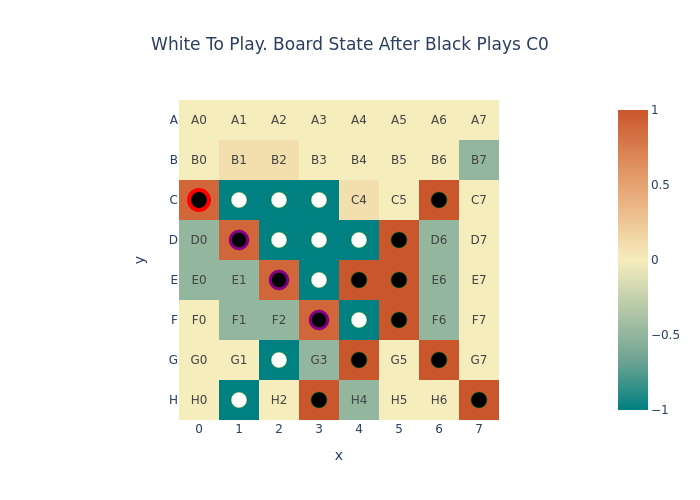 White To Play. Board State After Black Plays C0
A A0 A1 A2 A3 A4 A5 A6 A7
B B0 B1 B2 B3 B4 B5 B6 B7
C C4 C5 C7
D D0 D6 D7
E E0 E1 E6 E7
F F0 F1 F2 F6 F7
G G0 G1 G3 G5 G7
H H0 H2 H4 H5 H6
0 1 2 3 4 5 6 7
x
y
1
0.5
0
−0.5
−1